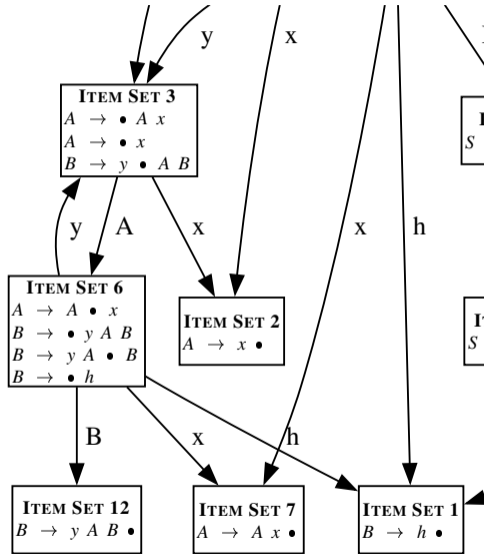 y
x
ITEM SET 3
A → • A x
A → • x
B → y • A B
S
y
A
x
x
h
ITEM SET 6
A → A • x
B → • y A B
B → y A • B
B → • h
ITEM SET 2
A → x •
S
B
x
h
ITEM SET 12
B → y A B •
ITEM SET 7
A → A x •
ITEM SET 1
B → h •